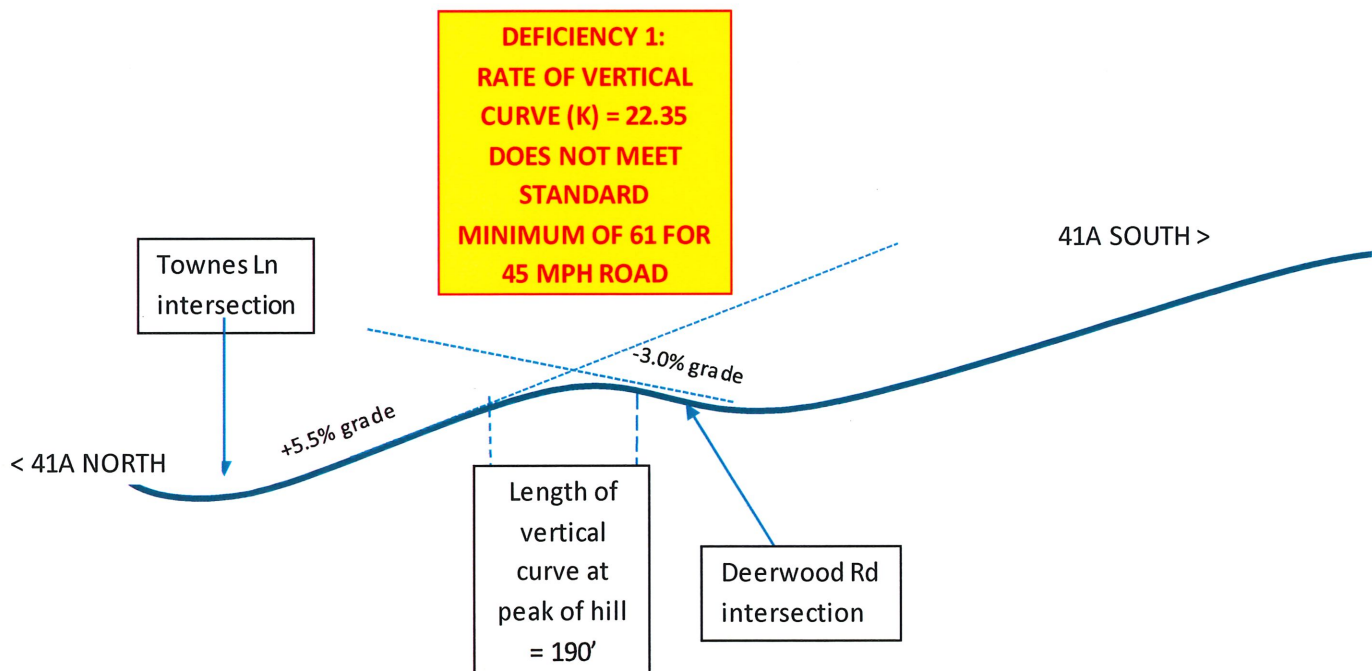 DEFICIENCY 1:
RATE OF VERTICAL
CURVE (K) = 22.35
DOES NOT MEET
STANDARD
MINIMUM OF 61 FOR
45 MPH ROAD
41A SOUTH >
Townes Ln
intersection
-3.0% grade
+5.5% grade
< 41A NORTH
Length of
vertical
curve at
peak of hill
= 190’
Deerwood Rd
intersection